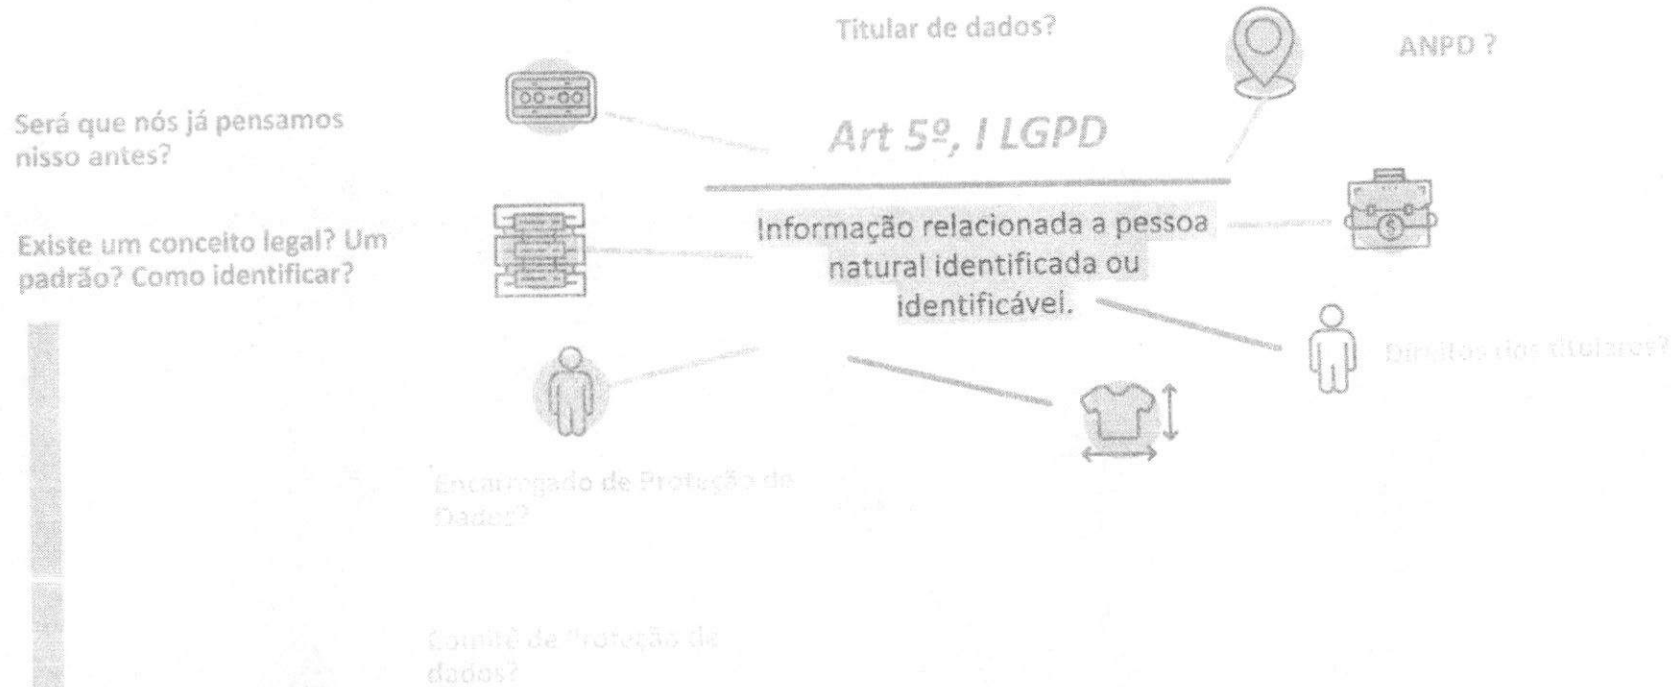 Titular de dados?
ANPD ?
Será que nós já pensamos
nisso antes?
Art 5º, I LGPD
Existe um conceito legal? Um
padrão? Como identificar?
Informação relacionada a pessoa
natural identificada ou
identificável.
Direitos dos titulares?
Encarregado de Proteção de
Dados?
Comitê de Proteção de
dados?